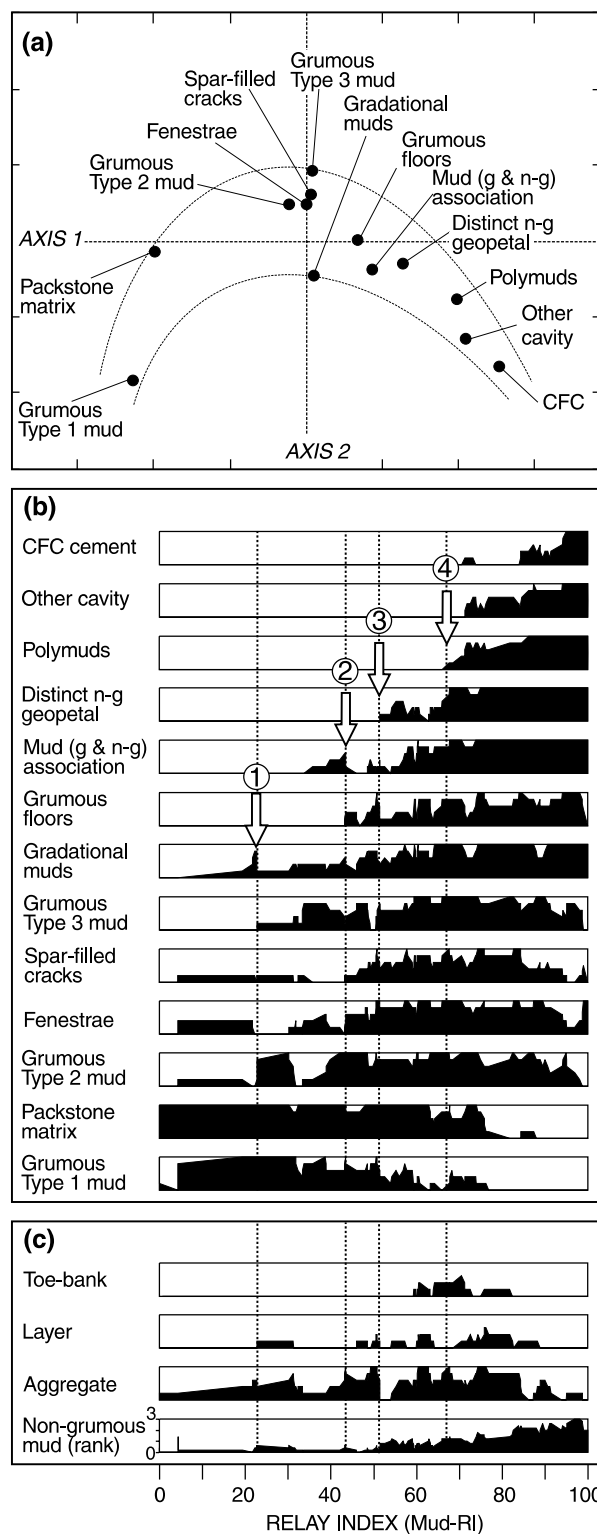 (a)
Grumous
Type 3 mud
Spar-filled
cracks
Gradational
muds
Fenestrae
Grumous
floors
Grumous
Type 2 mud
Mud (g & n-g)
association
Distinct n-g
geopetal
AXIS 1
Packstone
matrix
Polymuds
Other
cavity
Grumous
Type 1 mud
CFC
AXIS 2
(b)
CFC cement
4
Other cavity
3
Polymuds
2
Distinct n-g
geopetal
Mud (g & n-g)
association
1
Grumous
floors
Gradational
muds
Grumous
Type 3 mud
Spar-filled
cracks
Fenestrae
Grumous
Type 2 mud
Packstone
matrix
Grumous
Type 1 mud
(c)
Toe-bank
Layer
Aggregate
Non-grumous
mud (rank)
3
0
0 20 40 60 80 100
RELAY INDEX (Mud-RI)